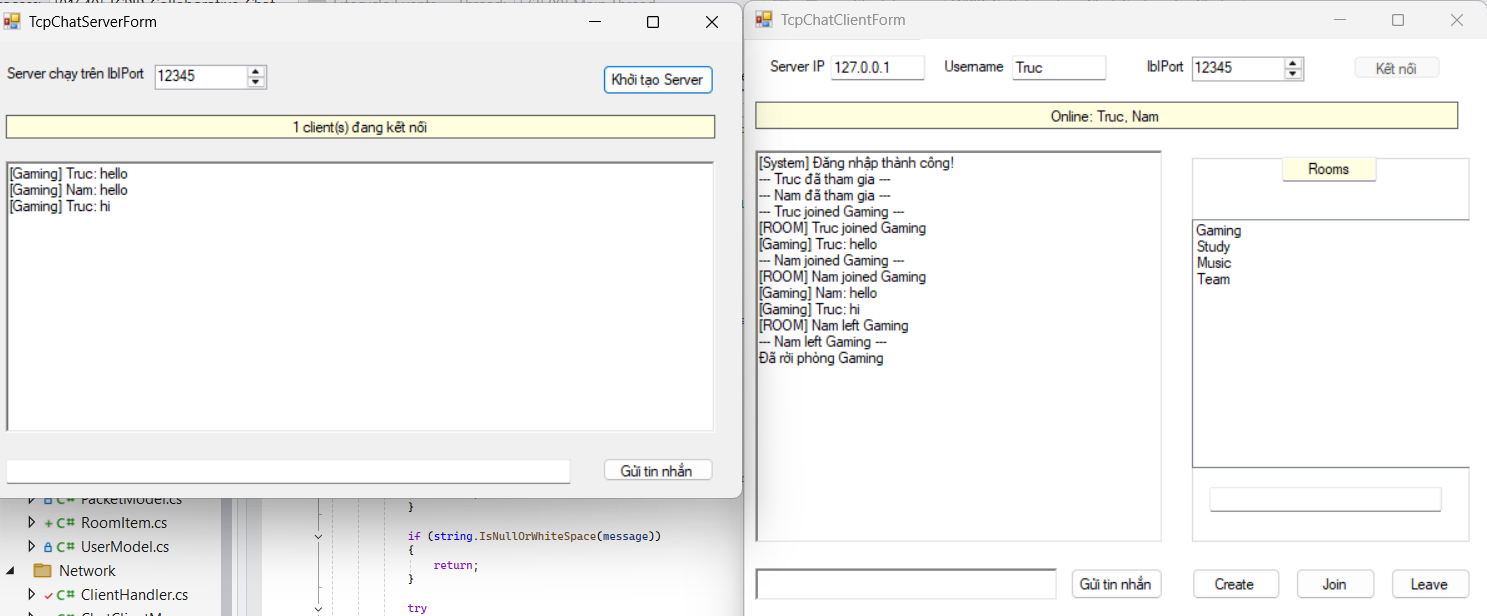 TcpChatServerForm
Server chạy trên lblPort 12345 Khởi tạo Server
1 client(s) đang kết nối
[Gaming] Truc: hello
[Gaming] Nam: hello
[Gaming] Truc: hi
Gửi tin nhắn
PacketModel.cs
RoomItem.cs
UserModel.cs
Network
ClientHandler.cs
}
if (string.IsNullOrWhiteSpace(message))
{
return;
}
try
TcpChatClientForm
Server IP 127.0.0.1 Username Truc lblPort 12345 Kết nối
Online: Truc, Nam
[System] Đăng nhập thành công!
--- Truc đã tham gia ---
--- Nam đã tham gia ---
--- Truc joined Gaming ---
[ROOM] Truc joined Gaming
[Gaming] Truc: hello
--- Nam joined Gaming ---
[ROOM] Nam joined Gaming
[Gaming] Nam: hello
[Gaming] Truc: hi
[ROOM] Nam left Gaming
--- Nam left Gaming ---
Đã rời phòng Gaming
Rooms
Gaming
Study
Music
Team
Gửi tin nhắn Create Join Leave